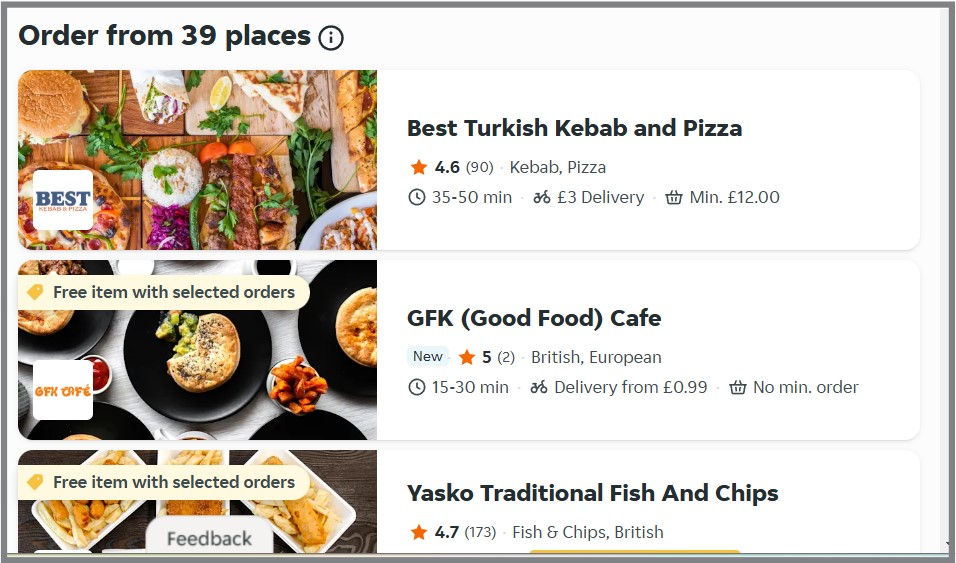 Order from 39 places
Best Turkish Kebab and Pizza
BEST
KEBAB & PIZZA
4.6 (90) · Kebab, Pizza
35-50 min · £3 Delivery · Min. £12.00
Free item with selected orders
GFK (Good Food) Cafe
GFK CAFÉ
New 5 (2) · British, European
15-30 min · Delivery from £0.99 · No min. order
Free item with selected orders
Yasko Traditional Fish And Chips
4.7 (173) · Fish & Chips, British
Feedback